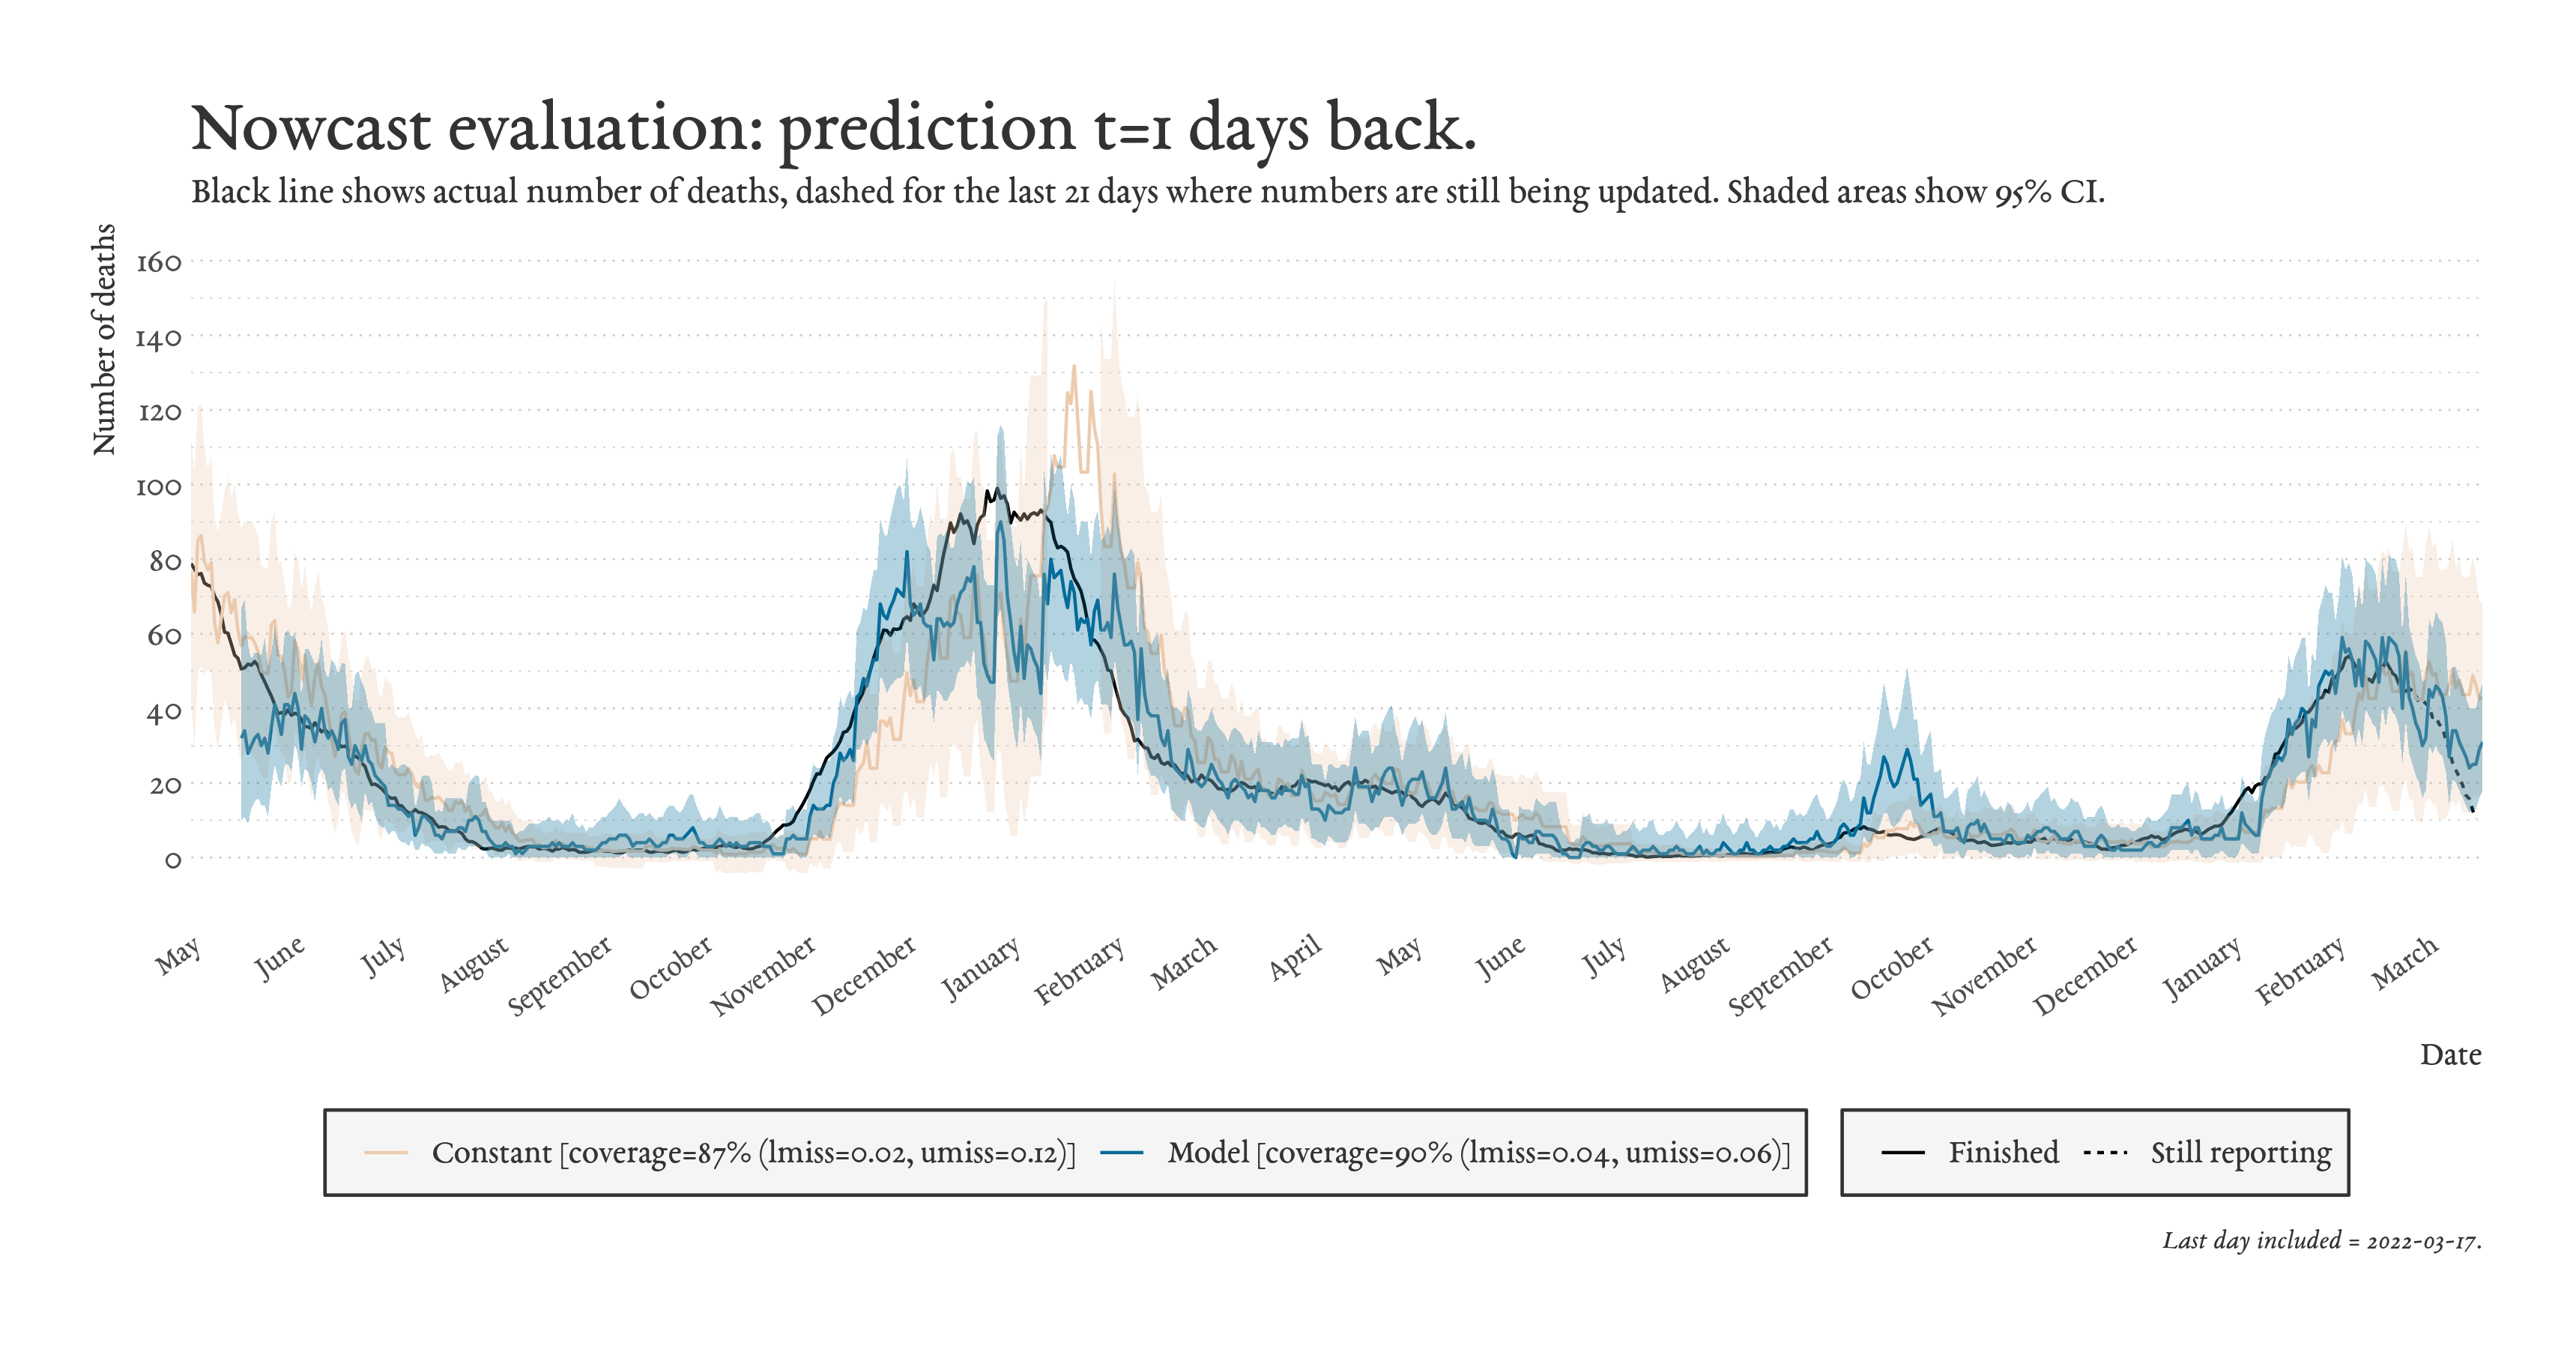 Nowcast evaluation: prediction t=1 days back.
Black line shows actual number of deaths, dashed for the last 21 days where numbers are still being updated. Shaded areas show 95% CI.
Number of deaths
160
140
120
100
80
60
40
20
0
May
June
July
August
September
October
November
December
January
February
March
April
May
June
July
August
September
October
November
December
January
February
March
Date
Constant [coverage=87% (lmiss=0.02, umiss=0.12)] Model [coverage=90% (lmiss=0.04, umiss=0.06)] Finished Still reporting
Last day included = 2022-03-17.